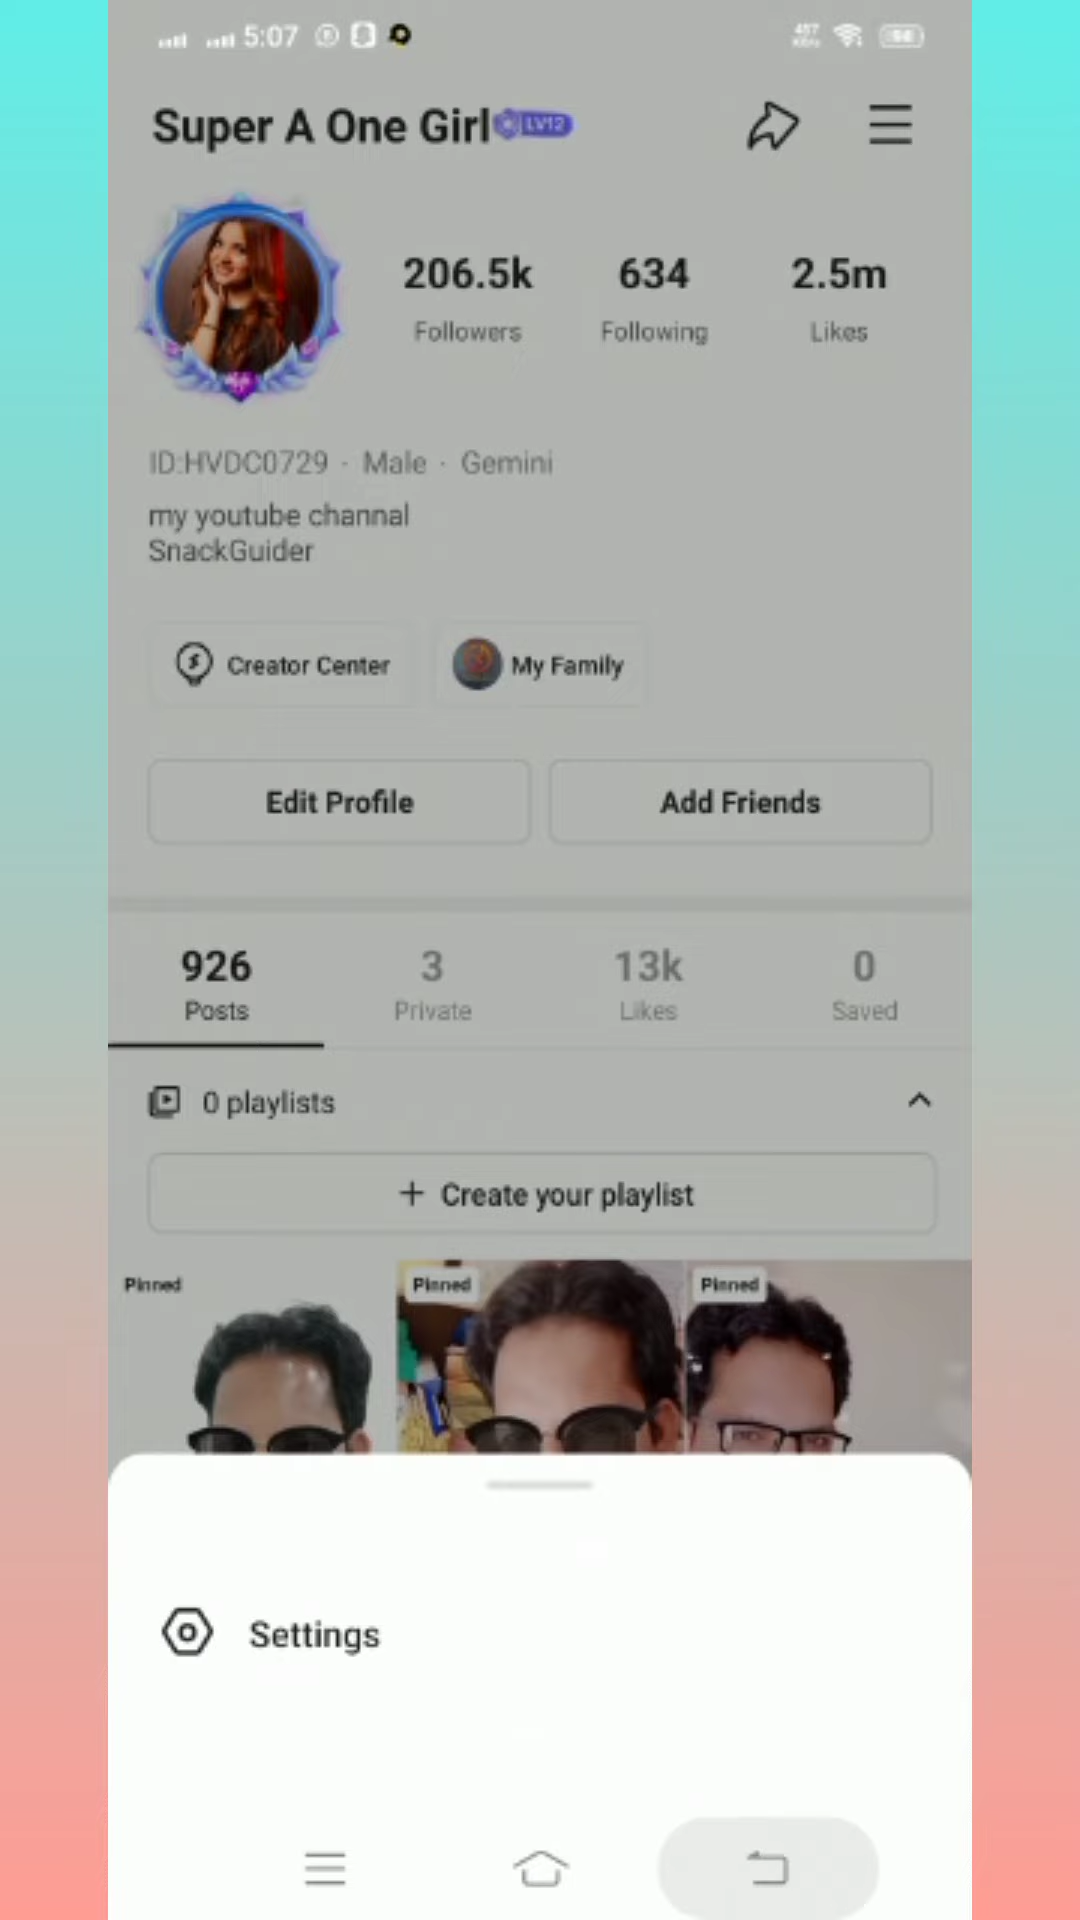 5:07
Super A One Girl LV12
206.5k 634 2.5m
Followers Following Likes
ID:HVDC0729 · Male · Gemini
my youtube channal
SnackGuider
Creator Center My Family
Edit Profile Add Friends
926 3 13k 0
Posts Private Likes Saved
0 playlists
+ Create your playlist
Pinned Pinned Pinned
Settings